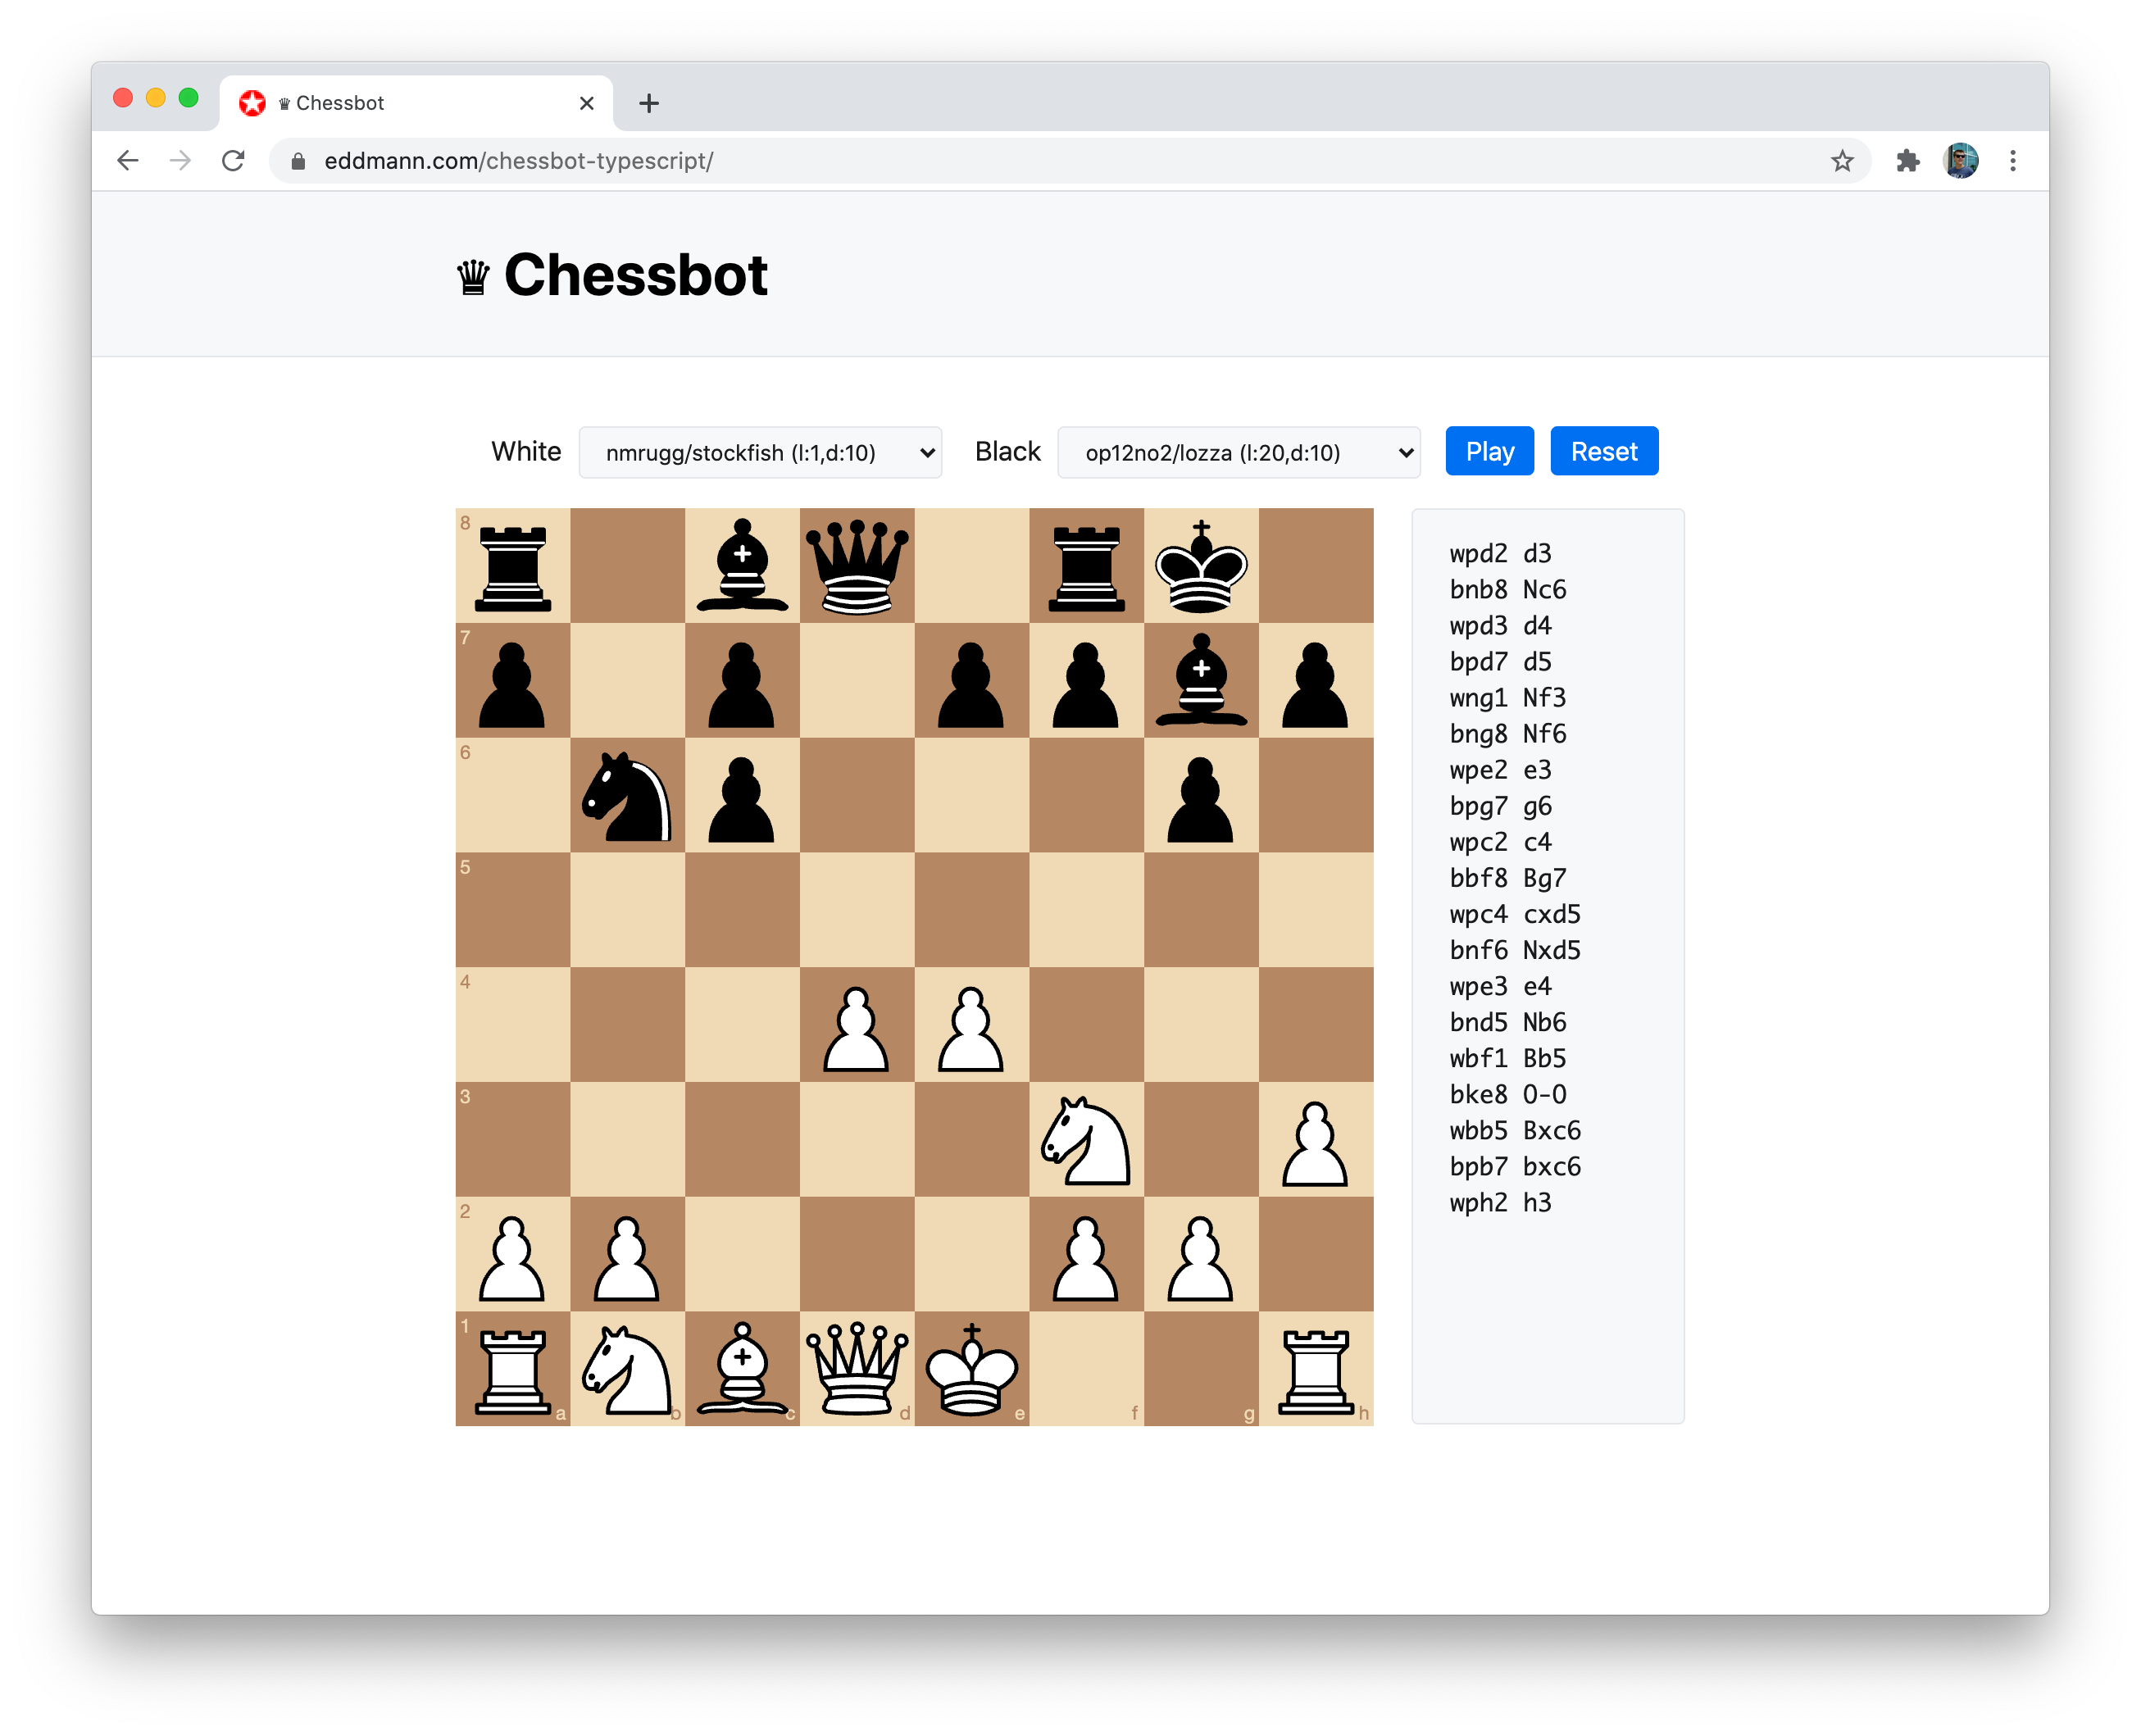 ♛ Chessbot
eddmann.com/chessbot-typescript/
♛ Chessbot
White nmrugg/stockfish (l:1,d:10) Black op12no2/lozza (l:20,d:10) Play Reset
8
7
6
5
4
3
2
1
a b c d e f g h
wpd2 d3
bnb8 Nc6
wpd3 d4
bpd7 d5
wng1 Nf3
bng8 Nf6
wpe2 e3
bpg7 g6
wpc2 c4
bbf8 Bg7
wpc4 cxd5
bnf6 Nxd5
wpe3 e4
bnd5 Nb6
wbf1 Bb5
bke8 O-O
wbb5 Bxc6
bpb7 bxc6
wph2 h3